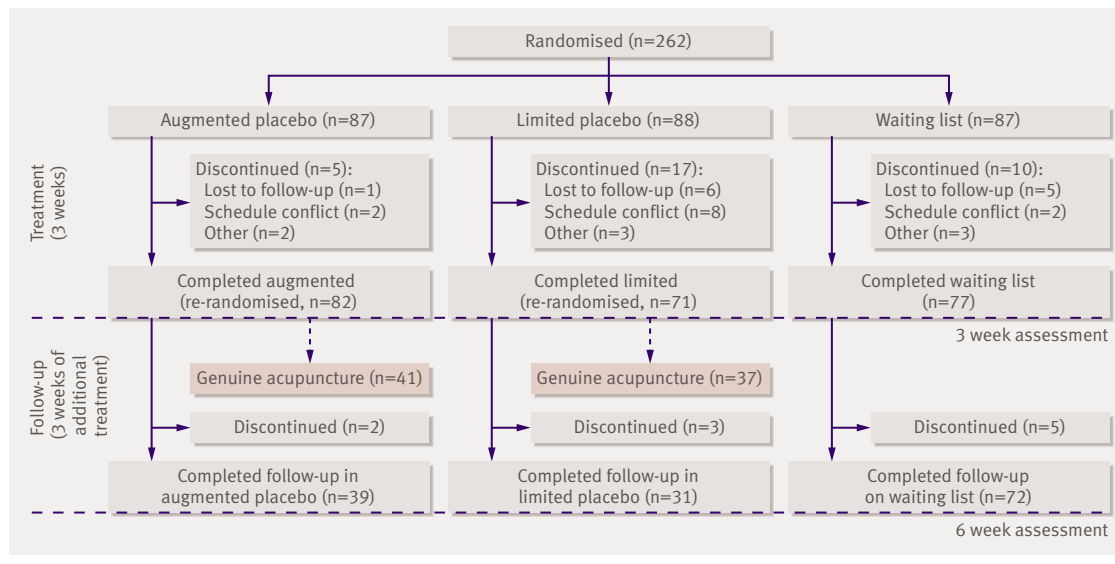 Randomised (n=262)
Augmented placebo (n=87)
Limited placebo (n=88)
Waiting list (n=87)
Treatment
(3 weeks)
Discontinued (n=5):
Lost to follow-up (n=1)
Schedule conflict (n=2)
Other (n=2)
Discontinued (n=17):
Lost to follow-up (n=6)
Schedule conflict (n=8)
Other (n=3)
Discontinued (n=10):
Lost to follow-up (n=5)
Schedule conflict (n=2)
Other (n=3)
Completed augmented
(re-randomised, n=82)
Completed limited
(re-randomised, n=71)
Completed waiting list
(n=77)
3 week assessment
Follow-up
(3 weeks of
additional
treatment)
Genuine acupuncture (n=41)
Genuine acupuncture (n=37)
Discontinued (n=2)
Discontinued (n=3)
Discontinued (n=5)
Completed follow-up in
augmented placebo (n=39)
Completed follow-up in
limited placebo (n=31)
Completed follow-up
on waiting list (n=72)
6 week assessment